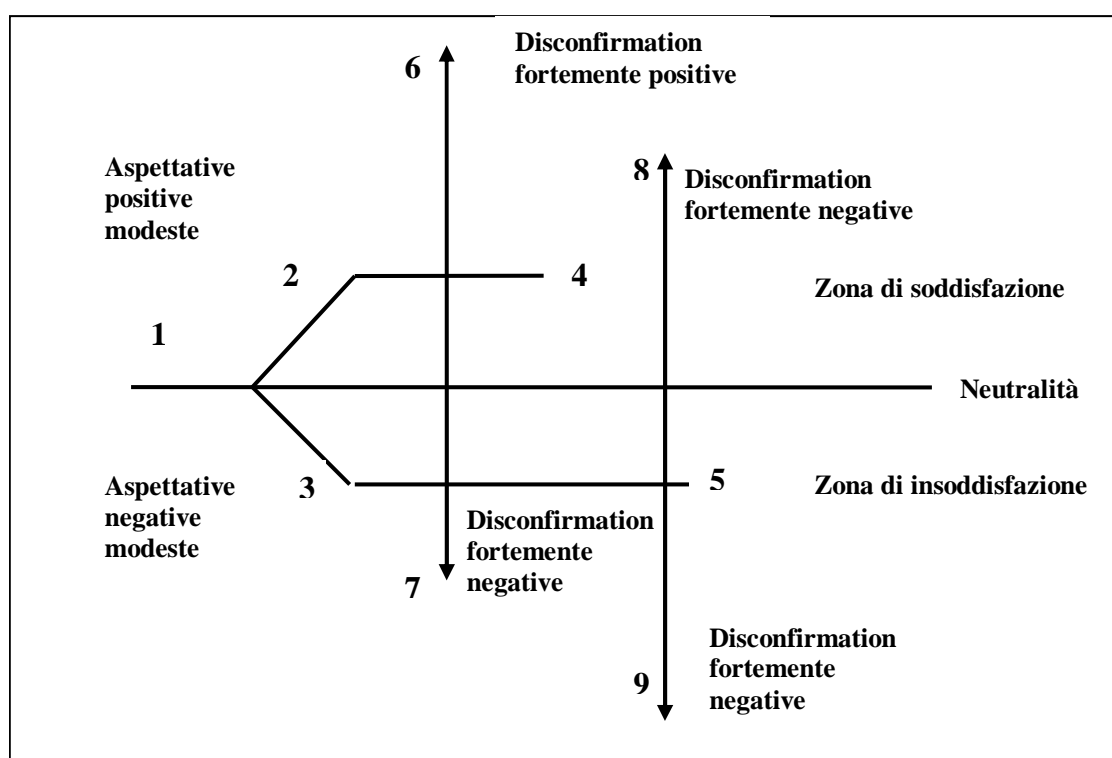 Disconfirmation
fortemente positive
6
Aspettative
positive
modeste
8
Disconfirmation
fortemente negative
2
4
Zona di soddisfazione
1
Neutralità
Aspettative
negative
modeste
3
5
Zona di insoddisfazione
Disconfirmation
fortemente
negative
7
Disconfirmation
fortemente
negative
9